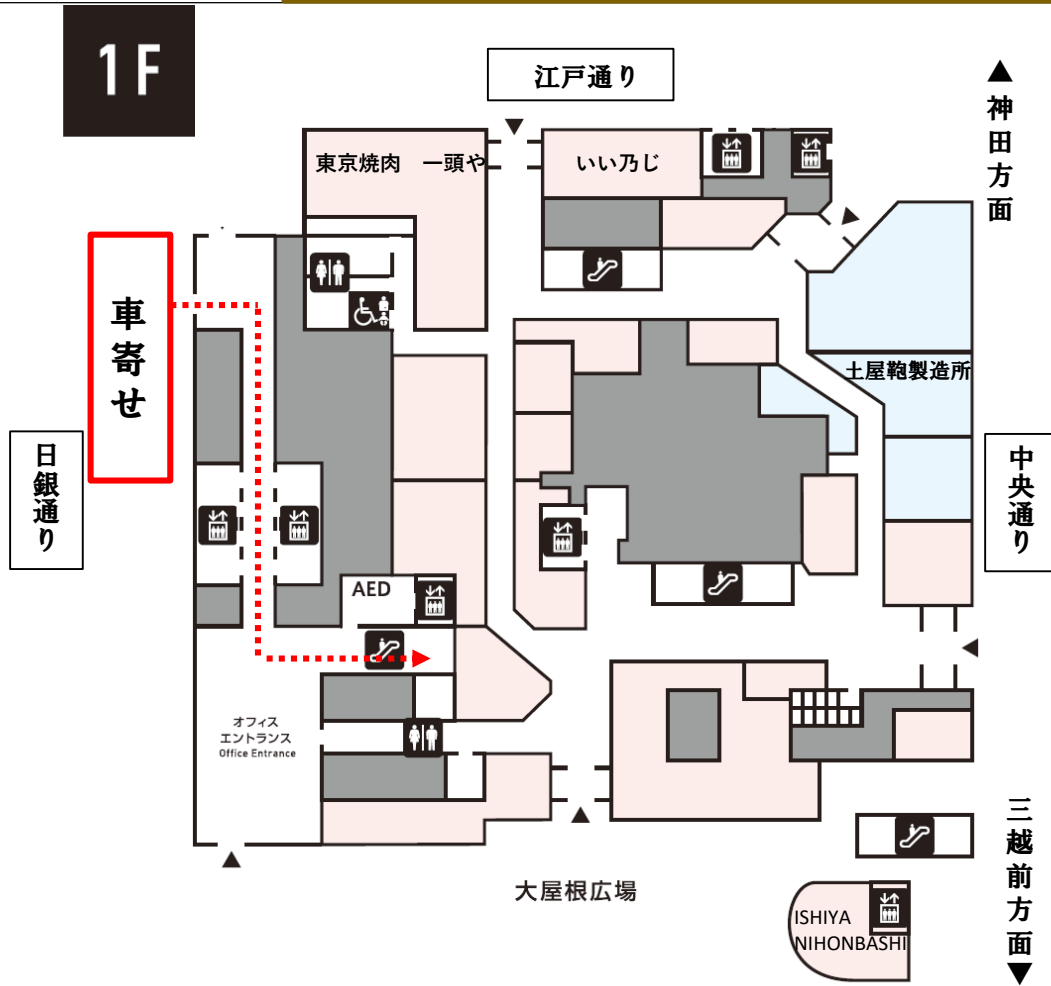 1F
江戸通り
▲神田方面
東京焼肉　一頭や
いい乃じ
車寄せ
土屋鞄製造所
日銀通り
中央通り
AED
オフィス
エントランス
Office Entrance
大屋根広場
三越前方面▼
ISHIYA
NIHONBASHI